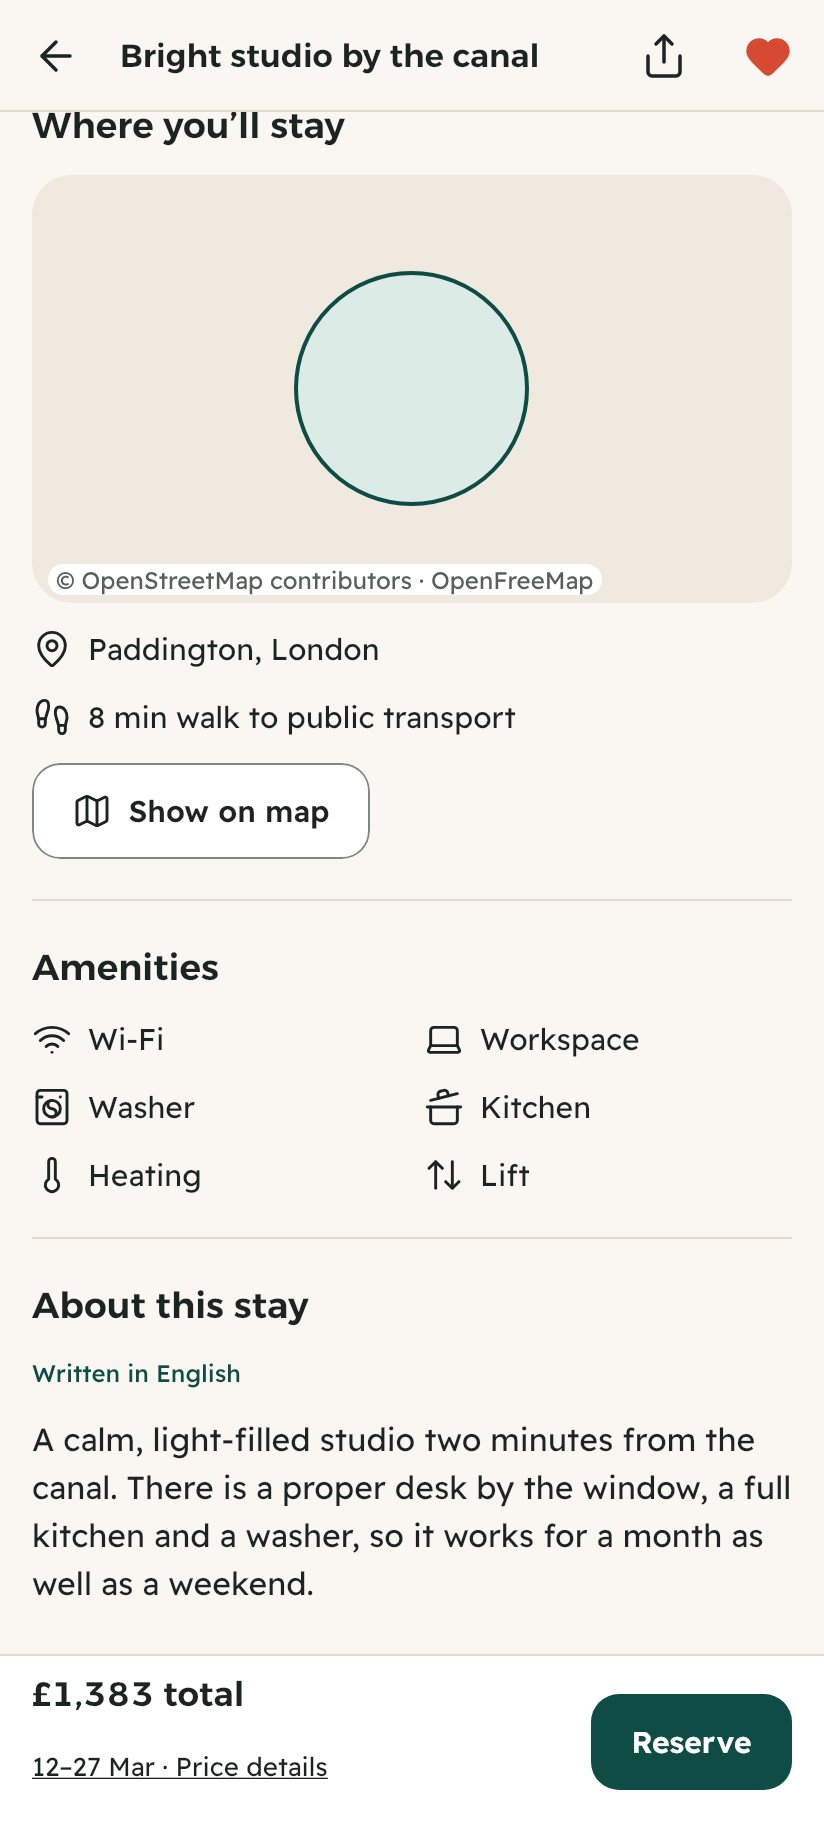 Bright studio by the canal
Where you’ll stay
© OpenStreetMap contributors · OpenFreeMap
Paddington, London
8 min walk to public transport
Show on map
Amenities
Wi-Fi
Workspace
Washer
Kitchen
Heating
Lift
About this stay
Written in English
A calm, light-filled studio two minutes from the
canal. There is a proper desk by the window, a full
kitchen and a washer, so it works for a month as
well as a weekend.
£1,383 total
12–27 Mar · Price details
Reserve